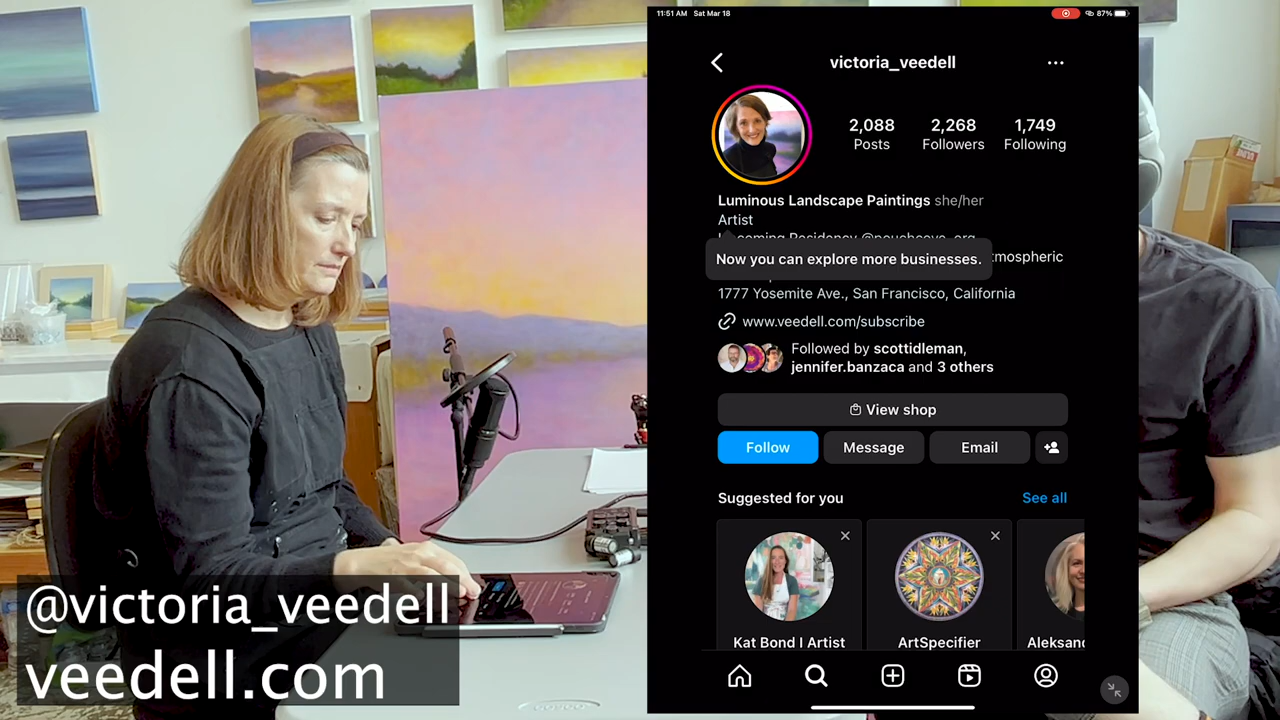 11:51 AM Sat Mar 18
87%
victoria_veedell
2,088 2,268 1,749
Posts Followers Following
Luminous Landscape Paintings she/her
Artist
Upcoming Residency
Now you can explore more businesses.
1777 Yosemite Ave., San Francisco, California
www.veedell.com/subscribe
Followed by scottidleman,
jennifer.banzaca and 3 others
View shop
Follow Message Email
Suggested for you See all
Kat Bond I Artist ArtSpecifier
@victoria_veedell
veedell.com